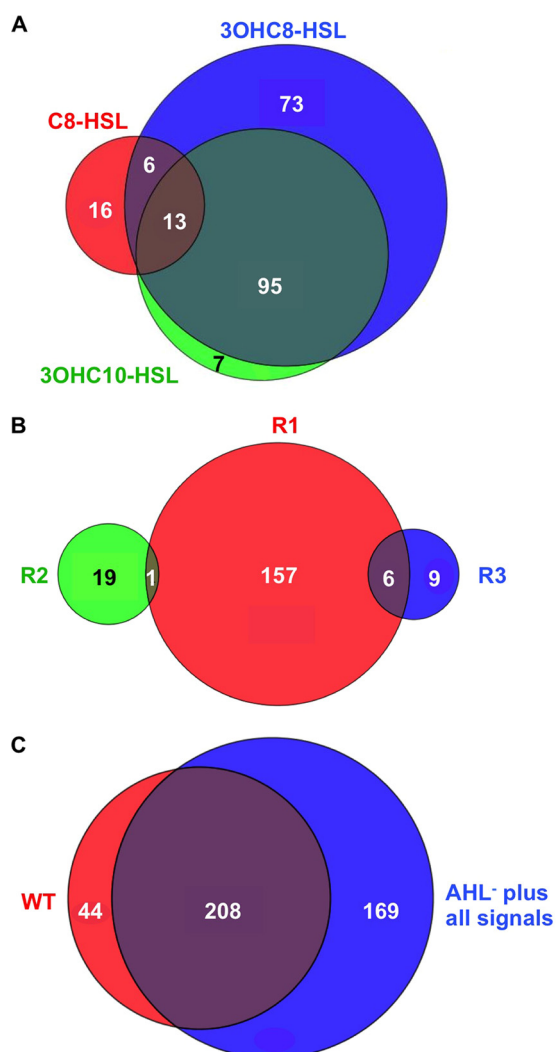 A
3OHC8-HSL
73
C8-HSL
6
16
13
95
7
3OHC10-HSL
B
R1
R2
19
1
157
6
9
R3
C
WT
44
208
169
AHL⁻ plus
all signals